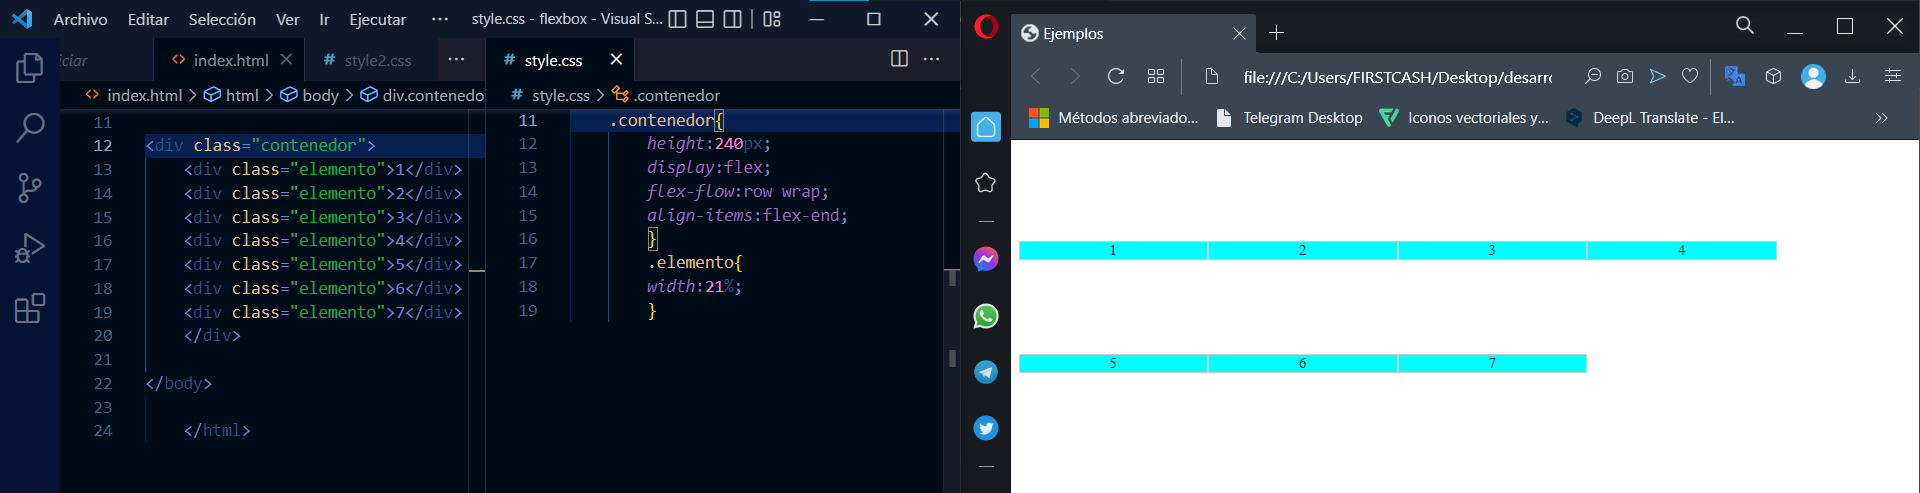 Archivo Editar Selección Ver Ir Ejecutar ··· style.css - flexbox - Visual S...
iciar index.html style2.css ··· style.css ···
index.html > html > body > div.contenedo
style.css > .contenedor
11
12 <div class="contenedor">
13 <div class="elemento">1</div>
14 <div class="elemento">2</div>
15 <div class="elemento">3</div>
16 <div class="elemento">4</div>
17 <div class="elemento">5</div>
18 <div class="elemento">6</div>
19 <div class="elemento">7</div>
20 </div>
21
22 </body>
23
24 </html>
11 .contenedor{
12 height:240px;
13 display:flex;
14 flex-flow:row wrap;
15 align-items:flex-end;
16 }
17 .elemento{
18 width:21%;
19 }
Ejemplos
file:///C:/Users/FIRSTCASH/Desktop/desarro
Métodos abreviado... Telegram Desktop Iconos vectoriales y... DeepL Translate - El...
1 2 3 4
5 6 7